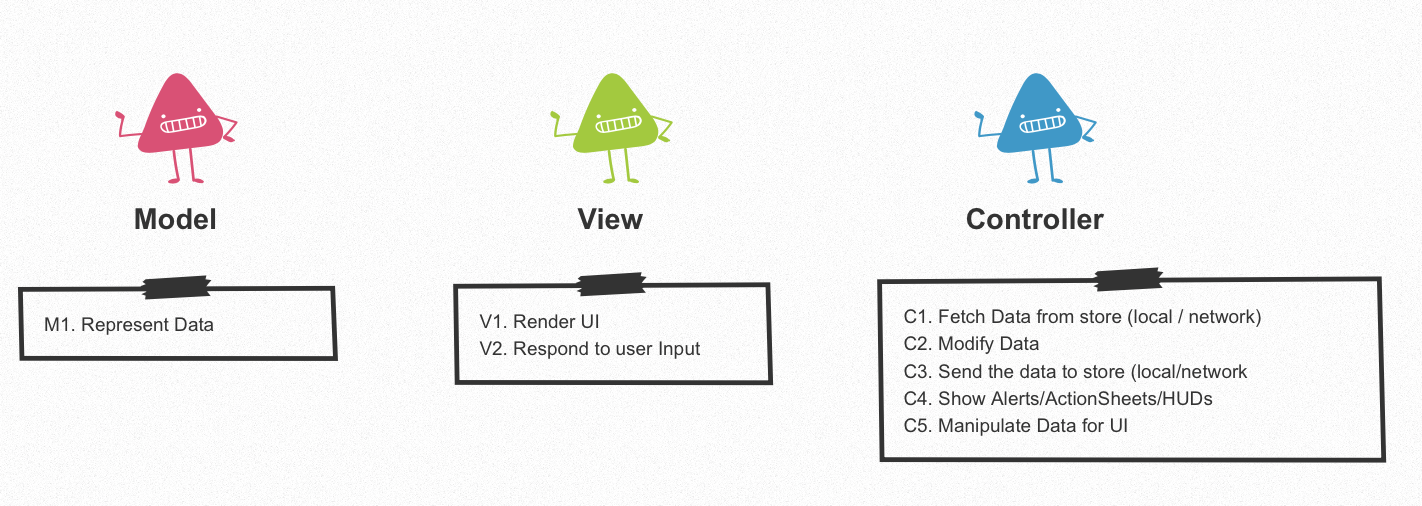 Model
M1. Represent Data
View
V1. Render UI
V2. Respond to user Input
Controller
C1. Fetch Data from store (local / network)
C2. Modify Data
C3. Send the data to store (local/network
C4. Show Alerts/ActionSheets/HUDs
C5. Manipulate Data for UI